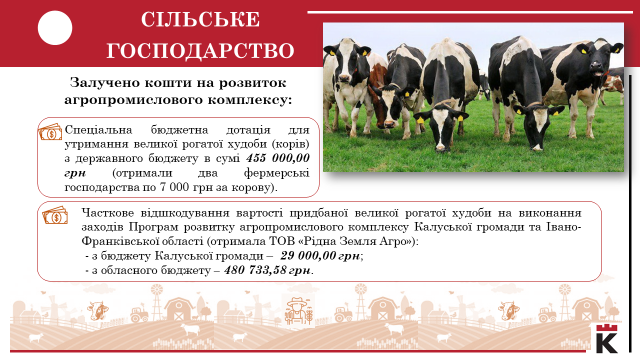 СІЛЬСЬКЕ
ГОСПОДАРСТВО
Залучено кошти на розвиток
агропромислового комплексу:
Спеціальна бюджетна дотація для
утримання великої рогатої худоби (корів)
з державного бюджету в сумі 455 000,00
грн (отримали два фермерські
господарства по 7 000 грн за корову).
Часткове відшкодування вартості придбаної великої рогатої худоби на виконання
заходів Програм розвитку агропромислового комплексу Калуської громади та Івано-
Франківської області (отримала ТОВ «Рідна Земля Агро»):
- з бюджету Калуської громади – 29 000,00 грн;
- з обласного бюджету – 480 733,58 грн.
K